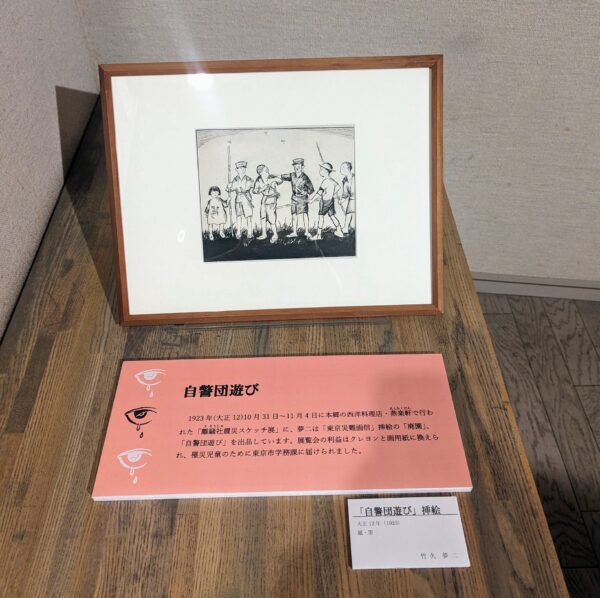 自警団遊び
1923年(大正12)10月31日～11月4日に本郷の西洋料理店・燕楽軒で行わ
れた「離縁社震災スケッチ展」に、夢二は「東京災難画信」挿絵の「廃園」、
「自警団遊び」を出品しています。展覧会の利益はクレヨンと画用紙に換えら
れ、罹災児童のために東京市学務課に届けられました。
「自警団遊び」挿絵
大正12年（1923）
紙・墨
竹久 夢二